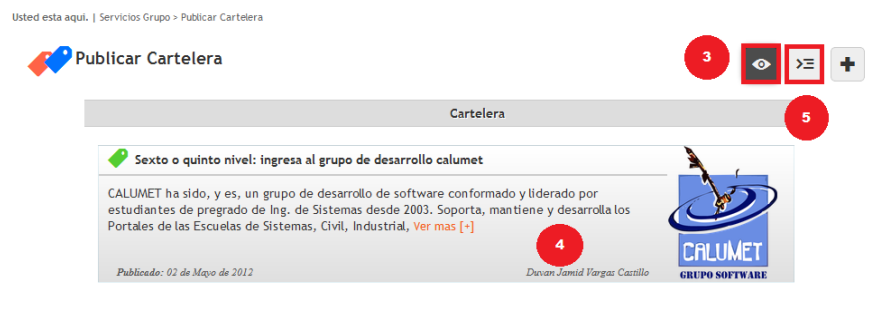 Usted esta aquí. | Servicios Grupo > Publicar Cartelera
Publicar Cartelera
3
Cartelera
5
Sexto o quinto nivel: ingresa al grupo de desarrollo calumet
CALUMET ha sido, y es, un grupo de desarrollo de software conformado y liderado por
estudiantes de pregrado de Ing. de Sistemas desde 2003. Soporta, mantiene y desarrolla los
Portales de las Escuelas de Sistemas, Civil, Industrial, Ver mas [+]
4
Publicado: 02 de Mayo de 2012
Duvan Jamid Vargas Castillo
CALUMET
GRUPO SOFTWARE